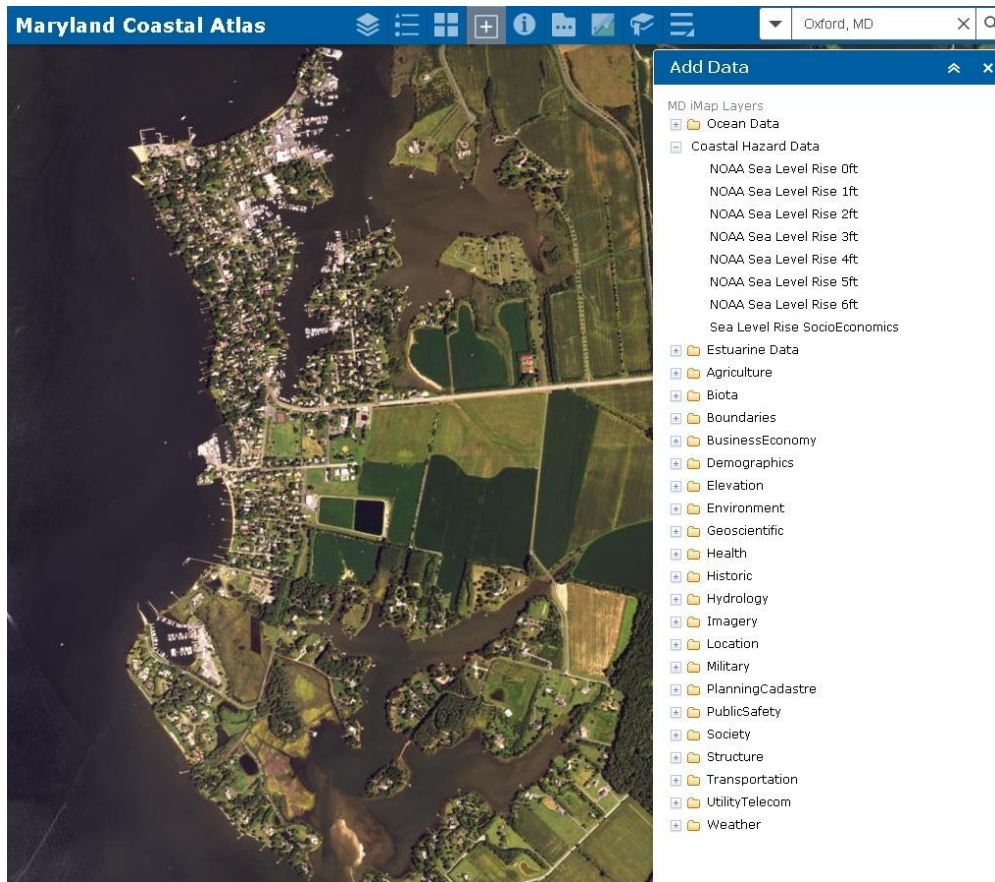 Maryland Coastal Atlas
Oxford, MD
Add Data
MD iMap Layers
Ocean Data
Coastal Hazard Data
NOAA Sea Level Rise 0ft
NOAA Sea Level Rise 1ft
NOAA Sea Level Rise 2ft
NOAA Sea Level Rise 3ft
NOAA Sea Level Rise 4ft
NOAA Sea Level Rise 5ft
NOAA Sea Level Rise 6ft
Sea Level Rise SocioEconomics
Estuarine Data
Agriculture
Biota
Boundaries
BusinessEconomy
Demographics
Elevation
Environment
Geoscientific
Health
Historic
Hydrology
Imagery
Location
Military
PlanningCadastre
PublicSafety
Society
Structure
Transportation
UtilityTelecom
Weather